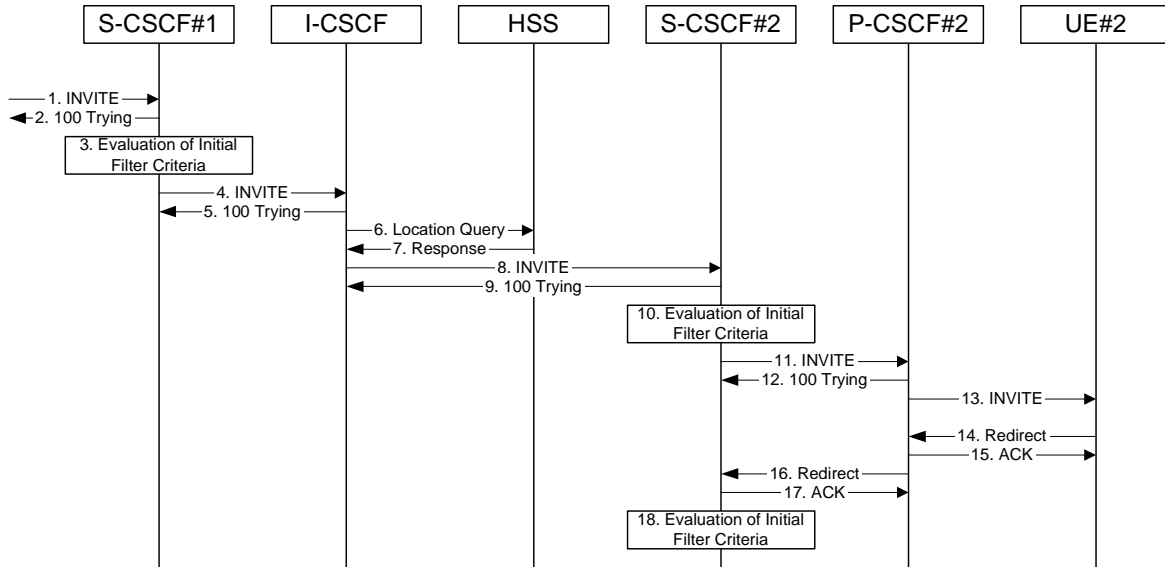 S-CSCF#1
I-CSCF
HSS
S-CSCF#2
P-CSCF#2
UE#2
1. INVITE
2. 100 Trying
3. Evaluation of Initial
Filter Criteria
4. INVITE
5. 100 Trying
6. Location Query
7. Response
8. INVITE
9. 100 Trying
10. Evaluation of Initial
Filter Criteria
11. INVITE
12. 100 Trying
13. INVITE
14. Redirect
15. ACK
16. Redirect
17. ACK
18. Evaluation of Initial
Filter Criteria